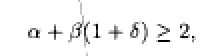 α + β(1 + δ) ≥ 2,